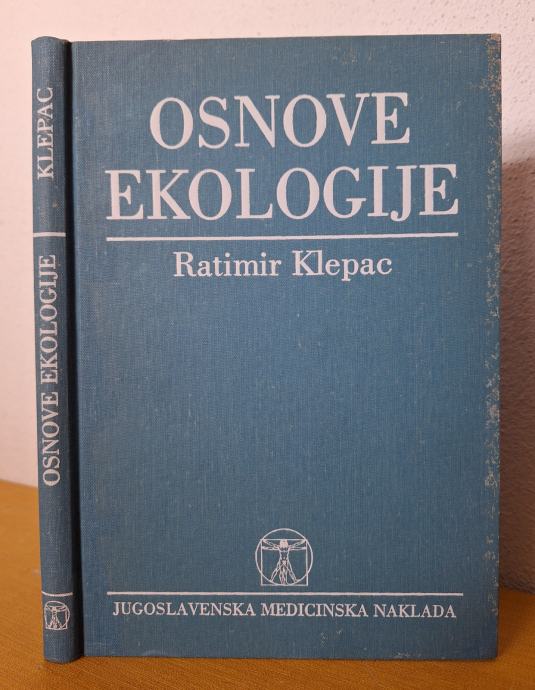 KLEPAC
OSNOVE EKOLOGIJE
OSNOVE
EKOLOGIJE
Ratimir Klepac
JUGOSLAVENSKA MEDICINSKA NAKLADA